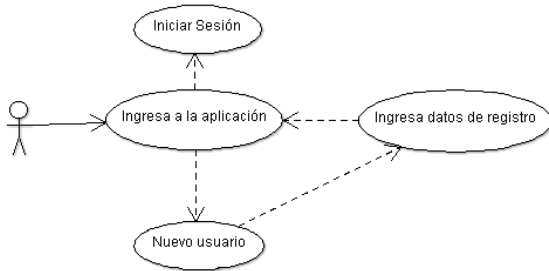 Iniciar Sesión
Ingresa a la aplicación
Ingresa datos de registro
Nuevo usuario